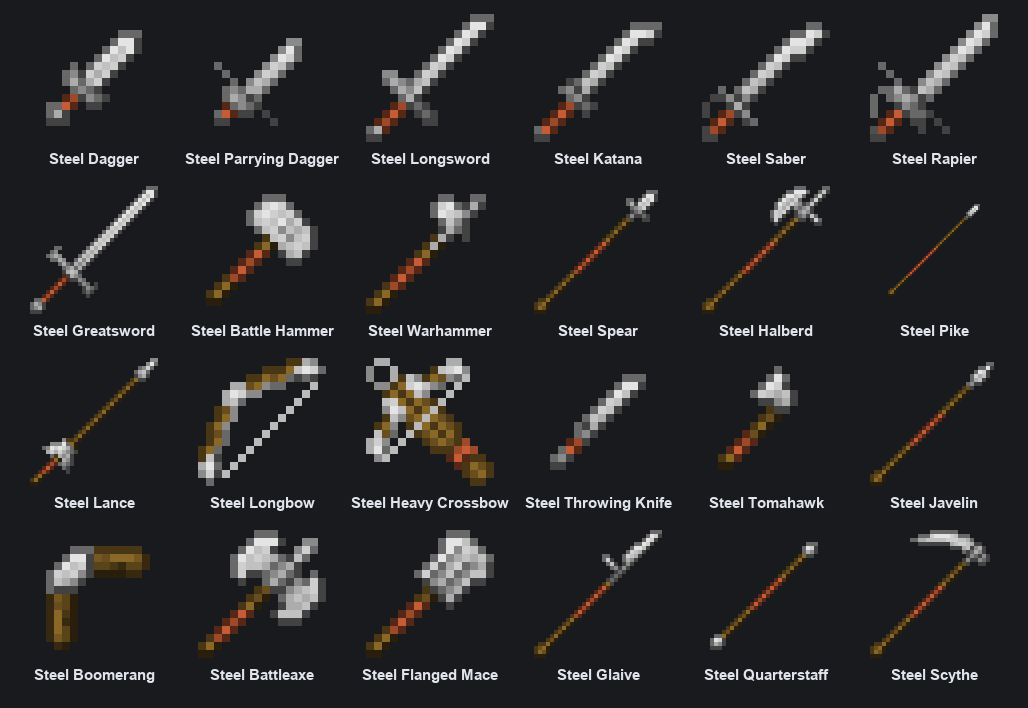 Steel Dagger
Steel Parrying Dagger
Steel Longsword
Steel Katana
Steel Saber
Steel Rapier
Steel Greatsword
Steel Battle Hammer
Steel Warhammer
Steel Spear
Steel Halberd
Steel Pike
Steel Lance
Steel Longbow
Steel Heavy Crossbow
Steel Throwing Knife
Steel Tomahawk
Steel Javelin
Steel Boomerang
Steel Battleaxe
Steel Flanged Mace
Steel Glaive
Steel Quarterstaff
Steel Scythe